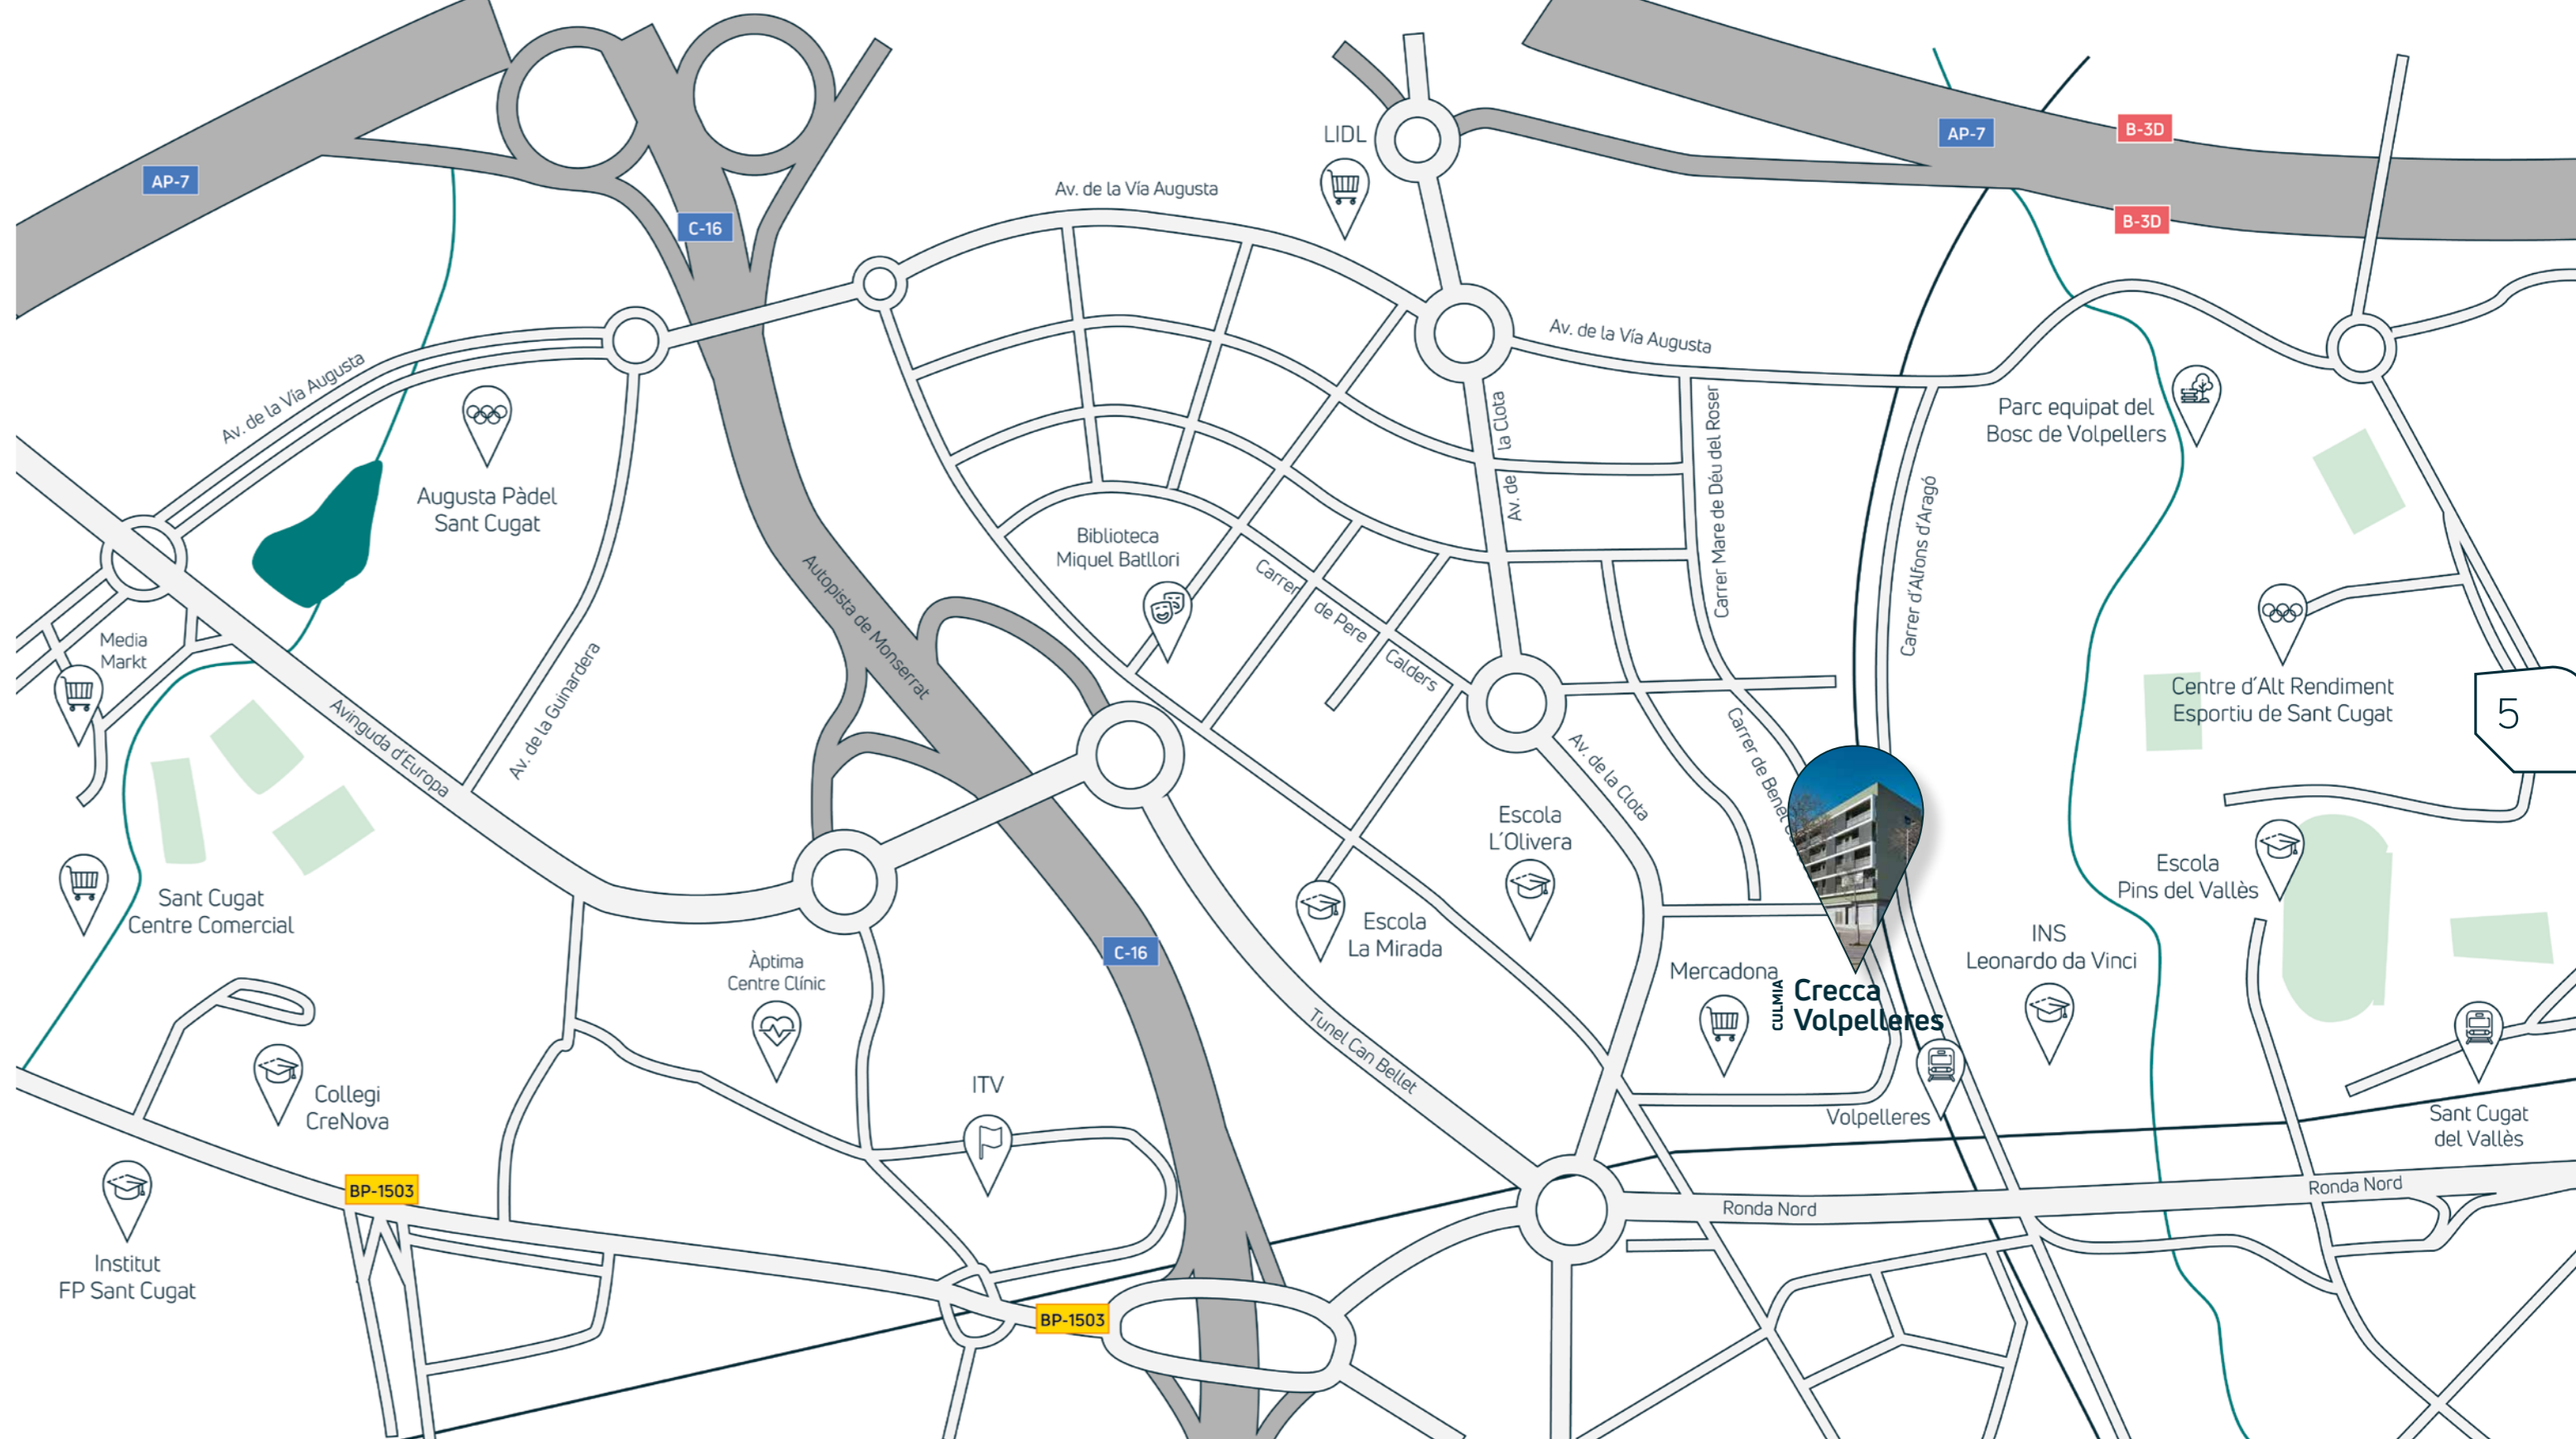 AP-7
B-3D
LIDL
AP-7
Av. de la Vía Augusta
C-16
B-3D
Av. de la Vía Augusta
Av. de la Vía Augusta
Av. de la Clota
Carrer Mare de Déu del Roser
Parc equipat del
Bosc de Volpellers
Augusta Pàdel
Sant Cugat
Carrer d'Alfons d'Aragó
Biblioteca
Miquel Batllori
Autopista de Monserrat
Carrer de Pere Calders
Media
Markt
Av. de la Guinardera
Avinguda d'Europa
Centre d'Alt Rendiment
Esportiu de Sant Cugat
5
Av. de la Clota
Carrer de Benet
Escola
L'Olivera
Escola
Pins del Vallès
Sant Cugat
Centre Comercial
Escola
La Mirada
INS
Leonardo da Vinci
C-16
Àptima
Centre Clínic
Mercadona
CULMIA
Crecca
Volpelleres
Tunel Can Bellet
ITV
Collegi
CreNova
Volpelleres
Sant Cugat
del Vallès
BP-1503
Ronda Nord
Ronda Nord
Institut
FP Sant Cugat
BP-1503